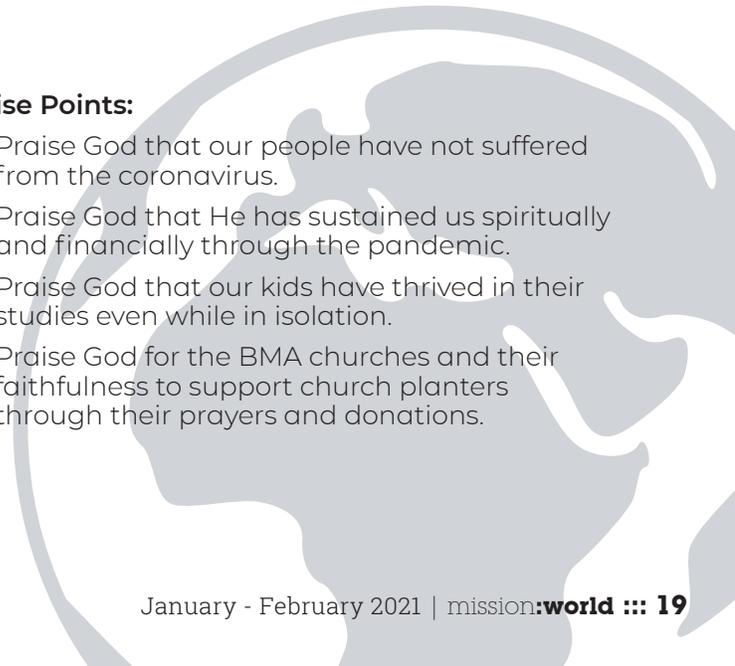 ise Points:
Praise God that our people have not suffered
from the coronavirus.
Praise God that He has sustained us spiritually
and financially through the pandemic.
Praise God that our kids have thrived in their
studies even while in isolation.
Praise God for the BMA churches and their
faithfulness to support church planters
through their prayers and donations.
January - February 2021 | mission:world ::: 19